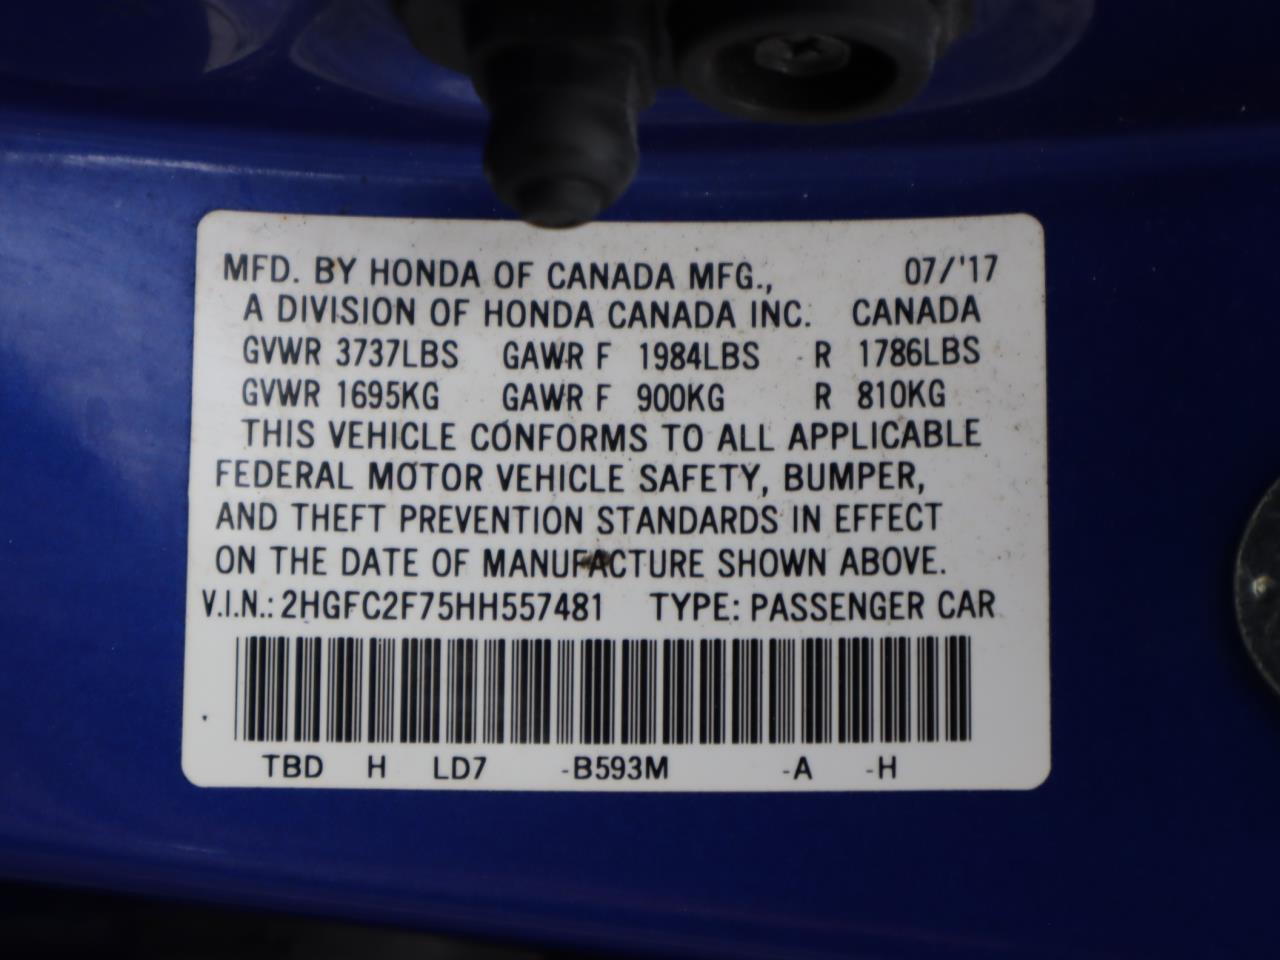 MFD. BY HONDA OF CANADA MFG., 07/'17
A DIVISION OF HONDA CANADA INC. CANADA
GVWR 3737LBS GAWR F 1984LBS R 1786LBS
GVWR 1695KG GAWR F 900KG R 810KG
THIS VEHICLE CONFORMS TO ALL APPLICABLE
FEDERAL MOTOR VEHICLE SAFETY, BUMPER,
AND THEFT PREVENTION STANDARDS IN EFFECT
ON THE DATE OF MANUFACTURE SHOWN ABOVE.
V.I.N.: 2HGFC2F75HH557481 TYPE: PASSENGER CAR
TBD H LD7 -B593M -A -H